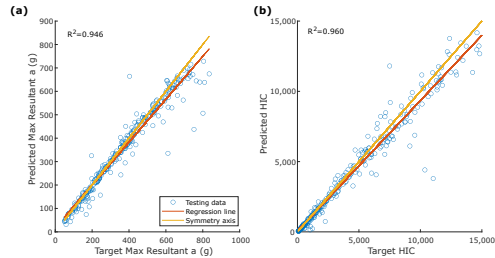 (a)
R²=0.946
Predicted Max Resultant a (g)
900
800
700
600
500
400
300
200
100
0
0
200
400
600
800
1000
Target Max Resultant a (g)
Testing data
Regression line
Symmetry axis
(b)
R²=0.960
Predicted HIC
15,000
10,000
5,000
0
0
5,000
10,000
15,000
Target HIC